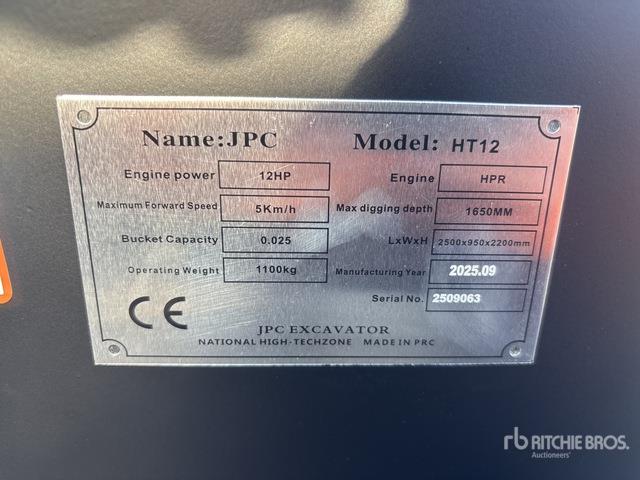 Name:JPC Model: HT12
Engine power 12HP Engine HPR
Maximum Forward Speed 5Km/h Max digging depth 1650MM
Bucket Capacity 0.025 LxWxH 2500x950x2200mm
Operating Weight 1100kg Manufacturing Year 2025.09
Serial No. 2509063
CE
JPC EXCAVATOR
NATIONAL HIGH-TECHZONE MADE IN PRC
rb RITCHIE BROS.
Auctioneers